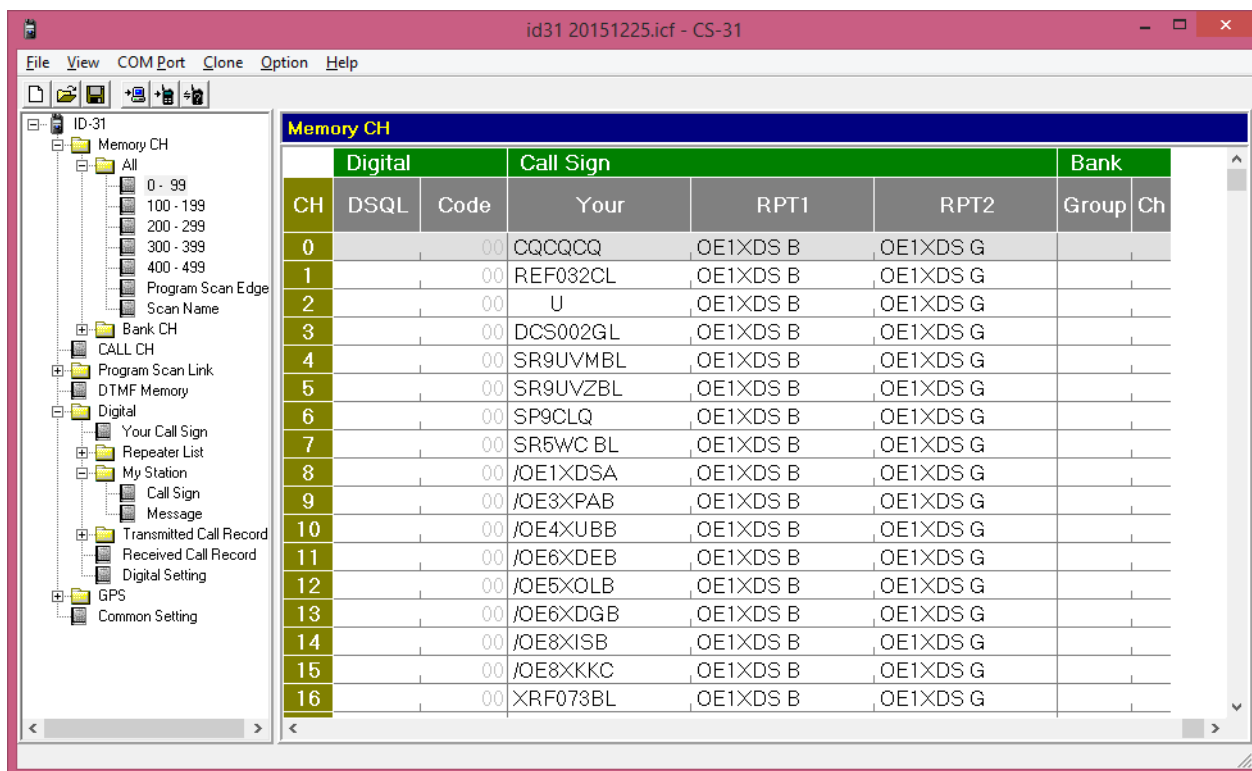 id31 20151225.icf - CS-31
File View COM Port Clone Option Help
ID-31
Memory CH
All
0 - 99
100 - 199
200 - 299
300 - 399
400 - 499
Program Scan Edge
Scan Name
Bank CH
CALL CH
Program Scan Link
DTMF Memory
Digital
Your Call Sign
Repeater List
My Station
Call Sign
Message
Transmitted Call Record
Received Call Record
Digital Setting
GPS
Common Setting
Memory CH
Digital Call Sign Bank
CH DSQL Code Your RPT1 RPT2 Group Ch
0 00 CQCQCQ OE1XDS B OE1XDS G
1 00 REF032CL OE1XDS B OE1XDS G
2 00 U OE1XDS B OE1XDS G
3 00 DCS002GL OE1XDS B OE1XDS G
4 00 SR9UVMBL OE1XDS B OE1XDS G
5 00 SR9UVZBL OE1XDS B OE1XDS G
6 00 SP9CLQ OE1XDS B OE1XDS G
7 00 SR5WC BL OE1XDS B OE1XDS G
8 00 /OE1XDSA OE1XDS B OE1XDS G
9 00 /OE3XPAB OE1XDS B OE1XDS G
10 00 /OE4XUBB OE1XDS B OE1XDS G
11 00 /OE6XDEB OE1XDS B OE1XDS G
12 00 /OE5XOLB OE1XDS B OE1XDS G
13 00 /OE6XDGB OE1XDS B OE1XDS G
14 00 /OE8XISB OE1XDS B OE1XDS G
15 00 /OE8XKKC OE1XDS B OE1XDS G
16 00 XRF073BL OE1XDS B OE1XDS G